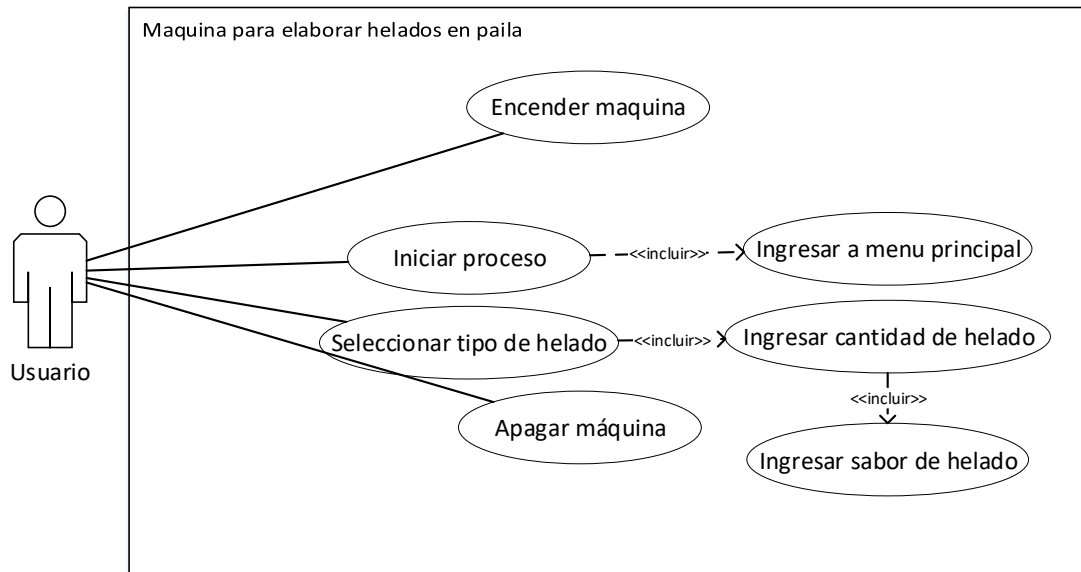 Maquina para elaborar helados en paila
Encender maquina
Iniciar proceso
<<incluir>>
Ingresar a menu principal
Seleccionar tipo de helado
<<incluir>>
Ingresar cantidad de helado
<<incluir>>
Usuario
Apagar máquina
Ingresar sabor de helado